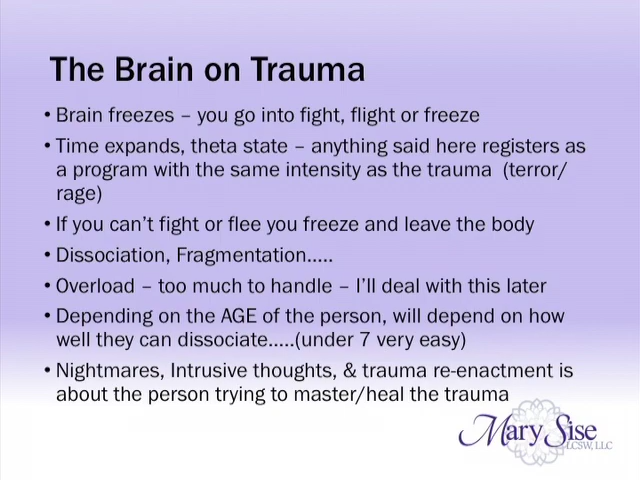 The Brain on Trauma
• Brain freezes – you go into fight, flight or freeze
• Time expands, theta state – anything said here registers as
a program with the same intensity as the trauma (terror/
rage)
• If you can't fight or flee you freeze and leave the body
• Dissociation, Fragmentation.....
• Overload – too much to handle – I'll deal with this later
• Depending on the AGE of the person, will depend on how
well they can dissociate.....(under 7 very easy)
• Nightmares, Intrusive thoughts, & trauma re-enactment is
about the person trying to master/heal the trauma
Mary Sise
LCSW, LLC